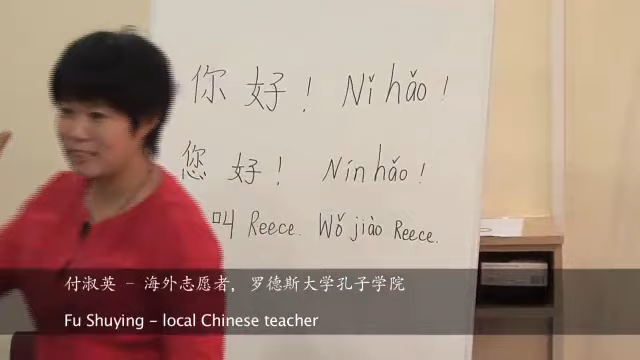 你好！ Nǐ hǎo！
您好！ Nín hǎo！
叫 Reece. Wǒ jiào Reece.
付淑英 – 海外志愿者，罗德斯大学孔子学院
Fu Shuying – local Chinese teacher